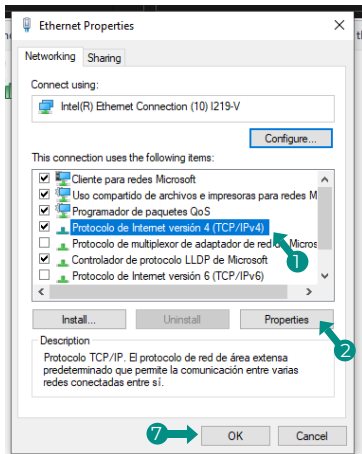 Ethernet Properties
Networking Sharing
Connect using:
Intel(R) Ethernet Connection (10) I219-V
Configure...
This connection uses the following items:
Cliente para redes Microsoft
Uso compartido de archivos e impresoras para redes M
Programador de paquetes QoS
Protocolo de Internet versión 4 (TCP/IPv4)
1
Protocolo de multiplexor de adaptador de red de Micros
Controlador de protocolo LLDP de Microsoft
Protocolo de Internet versión 6 (TCP/IPv6)
Install... Uninstall Properties
2
Description
Protocolo TCP/IP. El protocolo de red de área extensa
predeterminado que permite la comunicación entre varias
redes conectadas entre sí.
7
OK Cancel